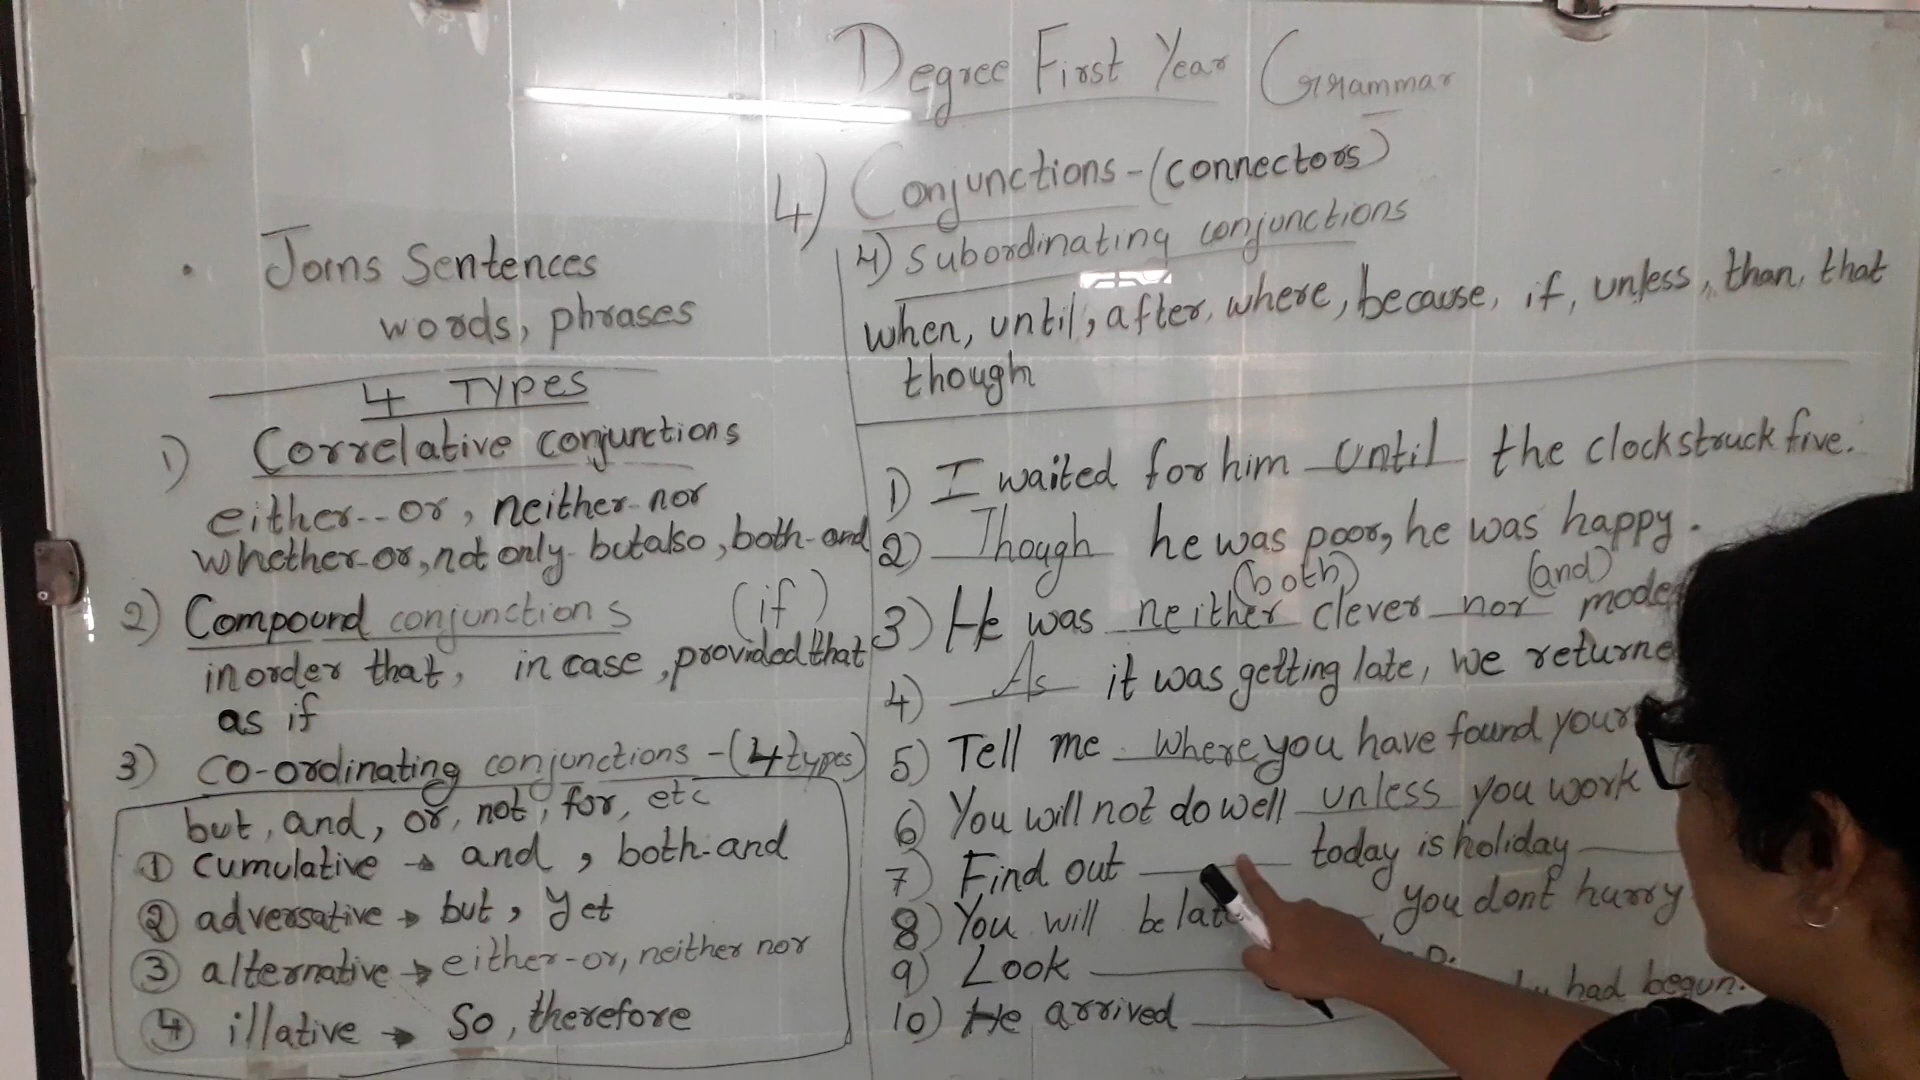 Degree First Year Grammar
4) Conjunctions - (connectors)
• Joins Sentences
words, phrases
4 TYPES
1) Correlative conjunctions
either -- or, neither - nor
whether - or, not only - but also, both - and
2) Compound conjunctions (if)
inorder that, in case, provided that
as if
3) co-ordinating conjunctions - (4 types)
but, and, or, not, for, etc
① cumulative → and, both - and
② adversative → but, yet
③ alternative → either - or, neither nor
④ illative → So, therefore
4) Subordinating conjunctions
when, until, after, where, because, if, unless, than, that
though
1) I waited for him until the clock struck five.
2) Though he was poor, he was happy.
(both) (and)
3) He was neither clever nor
4) As it was getting late, we
5) Tell me where you have found your
6) You will not do well unless you work
7) Find out ____ today is holiday ____
8) You will be you dont hurry
9) Look ____
10) He arrived ____ had begun.